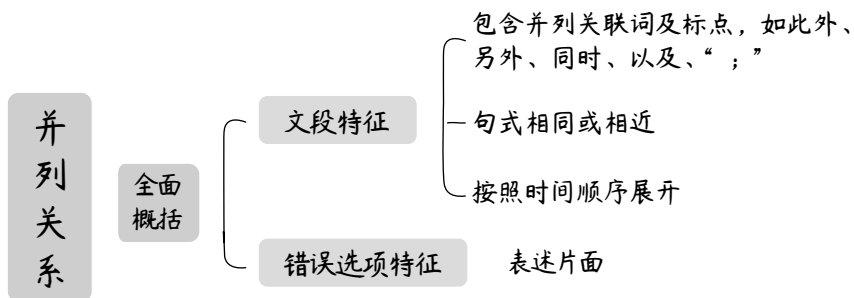 并列关系
全面
概括
文段特征
包含并列关联词及标点，如此外、
另外、同时、以及、“；”
句式相同或相近
按照时间顺序展开
错误选项特征
表述片面